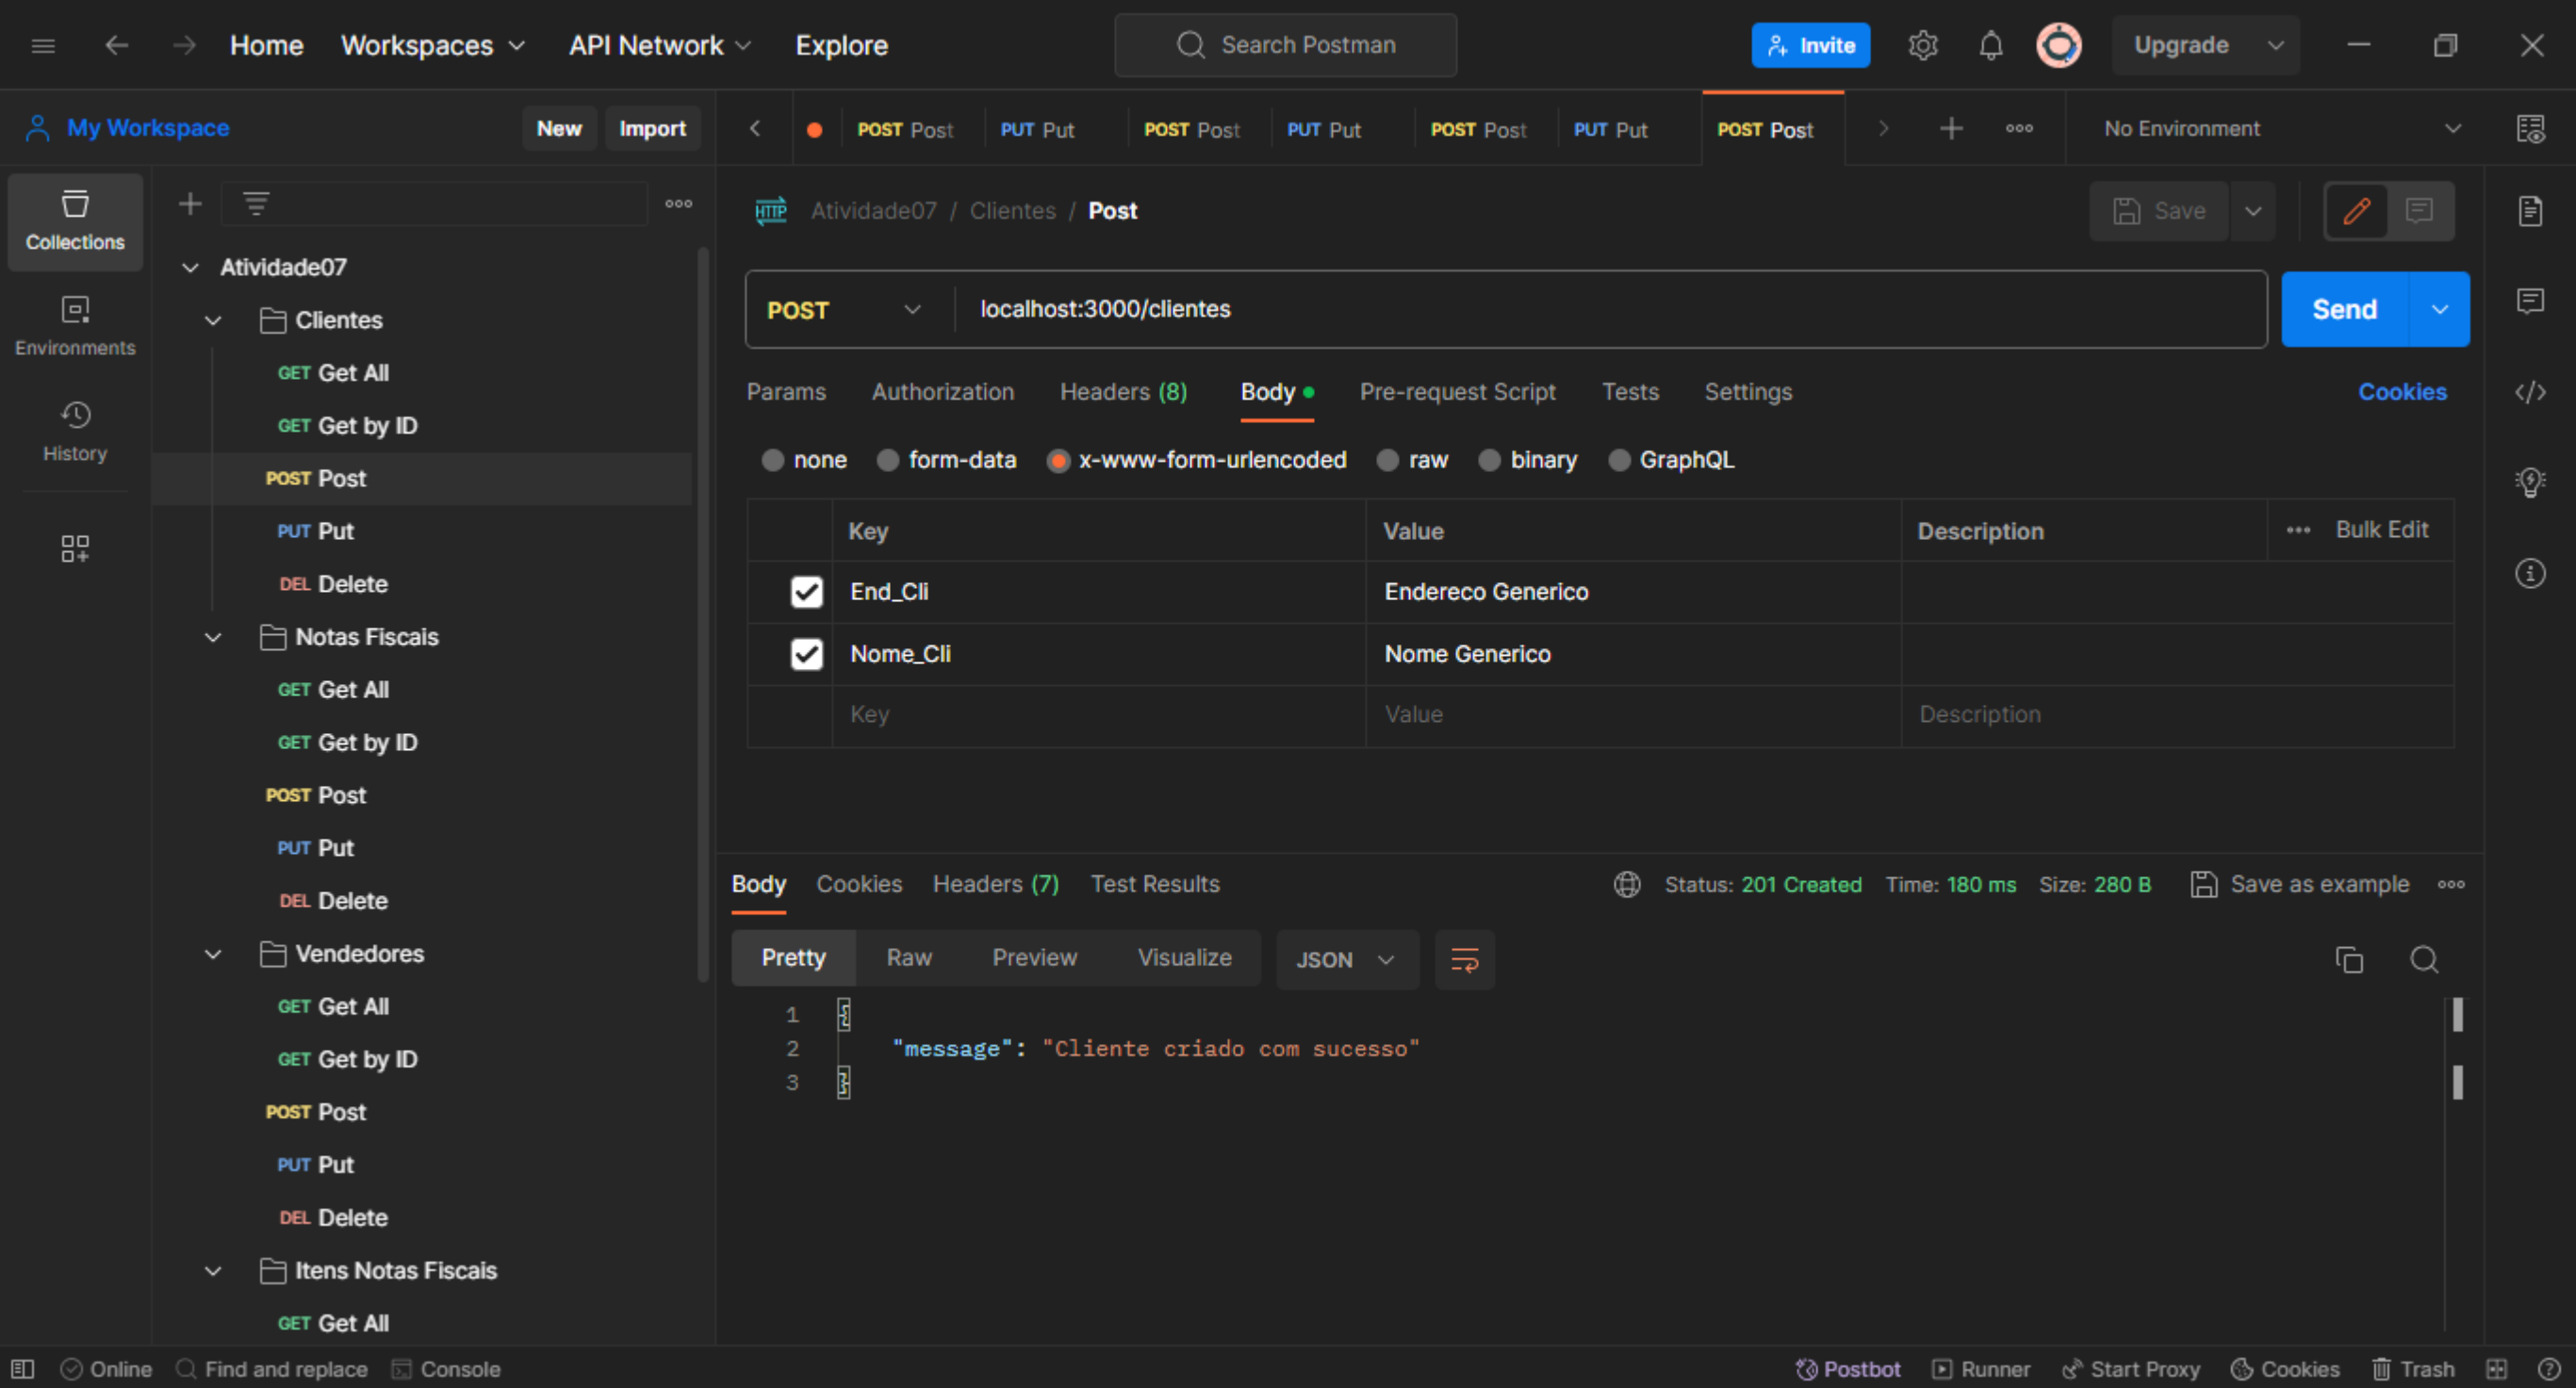 Home Workspaces API Network Explore Search Postman Invite Upgrade
My Workspace New Import POST Post PUT Put POST Post PUT Put POST Post PUT Put POST Post No Environment
Collections
Environments
History
Atividade07
Clientes
GET Get All
GET Get by ID
POST Post
PUT Put
DEL Delete
Notas Fiscais
GET Get All
GET Get by ID
POST Post
PUT Put
DEL Delete
Vendedores
GET Get All
GET Get by ID
POST Post
PUT Put
DEL Delete
Itens Notas Fiscais
GET Get All
HTTP Atividade07 / Clientes / Post Save
POST localhost:3000/clientes Send
Params Authorization Headers (8) Body Pre-request Script Tests Settings Cookies
none form-data x-www-form-urlencoded raw binary GraphQL
Key Value Description Bulk Edit
End_Cli Endereco Generico
Nome_Cli Nome Generico
Key Value Description
Body Cookies Headers (7) Test Results Status: 201 Created Time: 180 ms Size: 280 B Save as example
Pretty Raw Preview Visualize JSON
1 {
2 "message": "Cliente criado com sucesso"
3 }
Online Find and replace Console Postbot Runner Start Proxy Cookies Trash